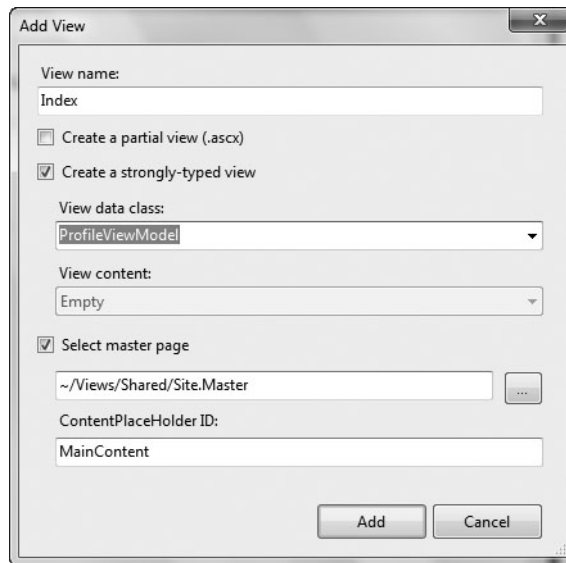 Add View
View name:
Index
Create a partial view (.ascx)
Create a strongly-typed view
View data class:
ProfileViewModel
View content:
Empty
Select master page
~/Views/Shared/Site.Master
...
ContentPlaceHolder ID:
MainContent
Add
Cancel